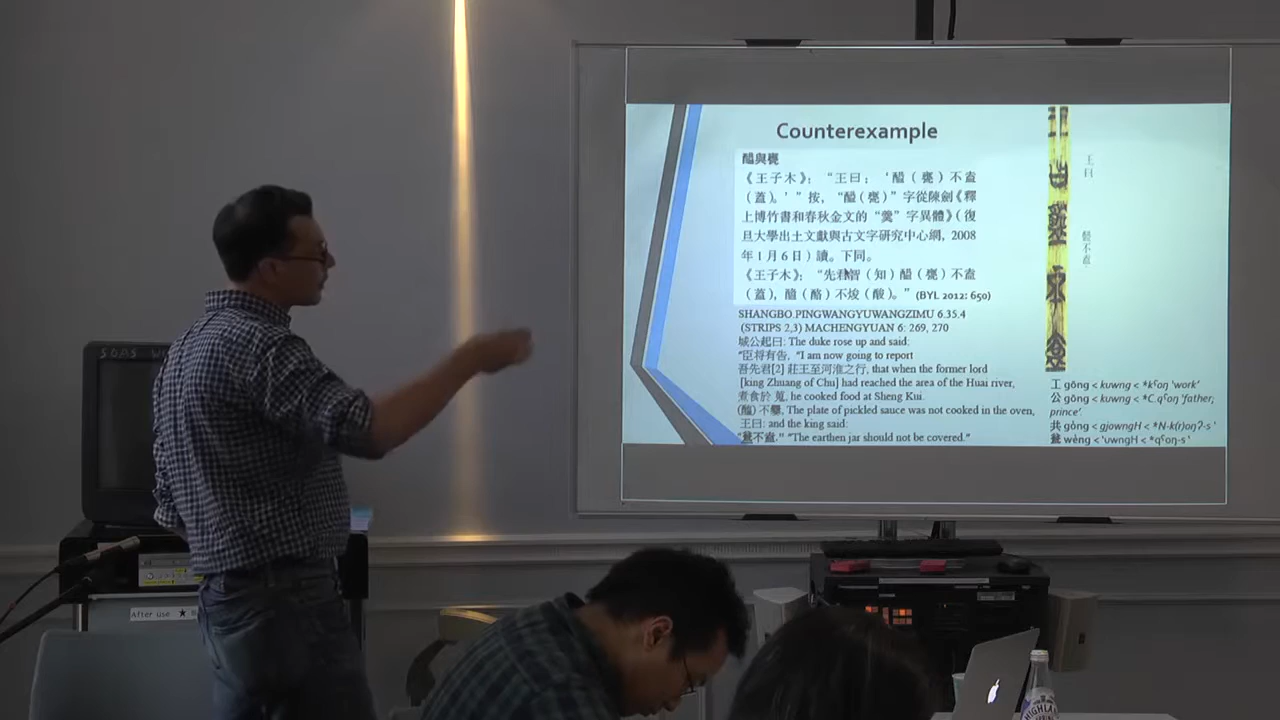 Counterexample
醯與甕
《王子木》：“王曰：‘醯（甕）不盍
（蓋）。’”按，“醯（甕）”字從陳劍《釋
上博竹書和春秋金文的“羹”字異體》（復
旦大學出土文獻與古文字研究中心網，2008
年1月6日）讀。下同。
《王子木》：“先君智（知）醯（甕）不盍
（蓋），（酪）不（酸）。” (BYL 2012: 650)
SHANGBO.PINGWANGYUWANGZIMU 6.35.4
(STRIPS 2,3) MACHENGYUAN 6: 269, 270
城公起曰: The duke rose up and said:
“臣將有告, “I am now going to report
吾先君[2] 莊王至河淮之行, that when the former lord
[king Zhuang of Chu] had reached the area of the Huai river,
煮食於 蒐, he cooked food at Sheng Kui.
不爨, The plate of pickled sauce was not cooked in the oven,
王曰: and the king said:
不盍.” “The earthen jar should not be covered.”
王曰
不盍
工 gōng < kuwng < *kˤoŋ ‘work’
公 gōng < kuwng < *C.qˤoŋ ‘father;
prince’.
共 gòng < gjowngH < *N-k(r)oŋʔ-s ‘
wèng < ʼuwngH < *qˤoŋ-s ‘
SOAS
After use ★
HIGHLAND